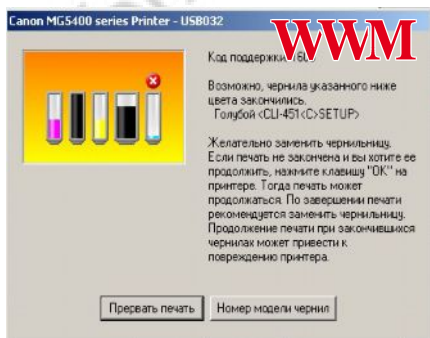 Canon MG5400 series Printer - USB032
WWM
Код поддержки
Возможно, чернила указанного ниже
цвета закончились.
Голубой <CLI-451<C>SETUP>
Желательно заменить чернильницу.
Если печать не закончена и вы хотите ее
продолжить, нажмите клавишу "OK" на
принтере. Тогда печать может
продолжаться. По завершении печати
рекомендуется заменить чернильницу.
Продолжение печати при закончившихся
чернилах может привести к
повреждению принтера.
Прервать печать
Номер модели чернил